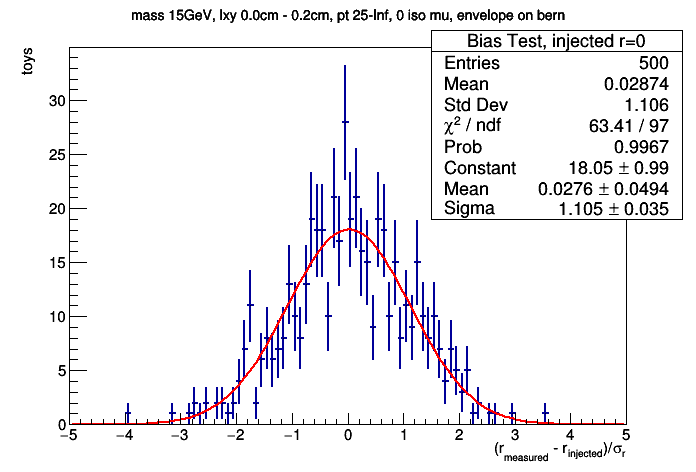 mass 15GeV, lxy 0.0cm - 0.2cm, pt 25-Inf, 0 iso mu, envelope on bern
Bias Test, injected r=0
Entries 500
Mean 0.02874
Std Dev 1.106
χ² / ndf 63.41 / 97
Prob 0.9967
Constant 18.05 ± 0.99
Mean 0.0276 ± 0.0494
Sigma 1.105 ± 0.035
toys
30
25
20
15
10
5
0
−5 −4 −3 −2 −1 0 1 2 3 4 5
(r_measured - r_injected)/σ_r